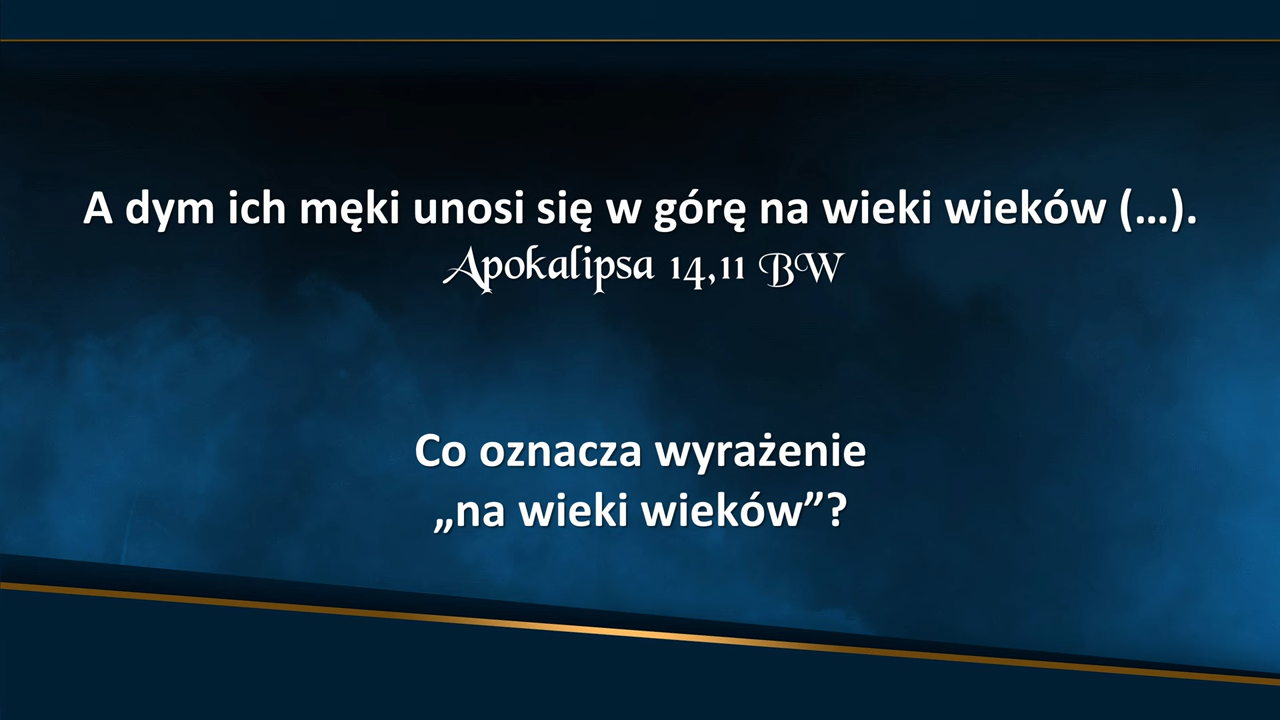 A dym ich męki unosi się w górę na wieki wieków (...).
Apokalipsa 14,11 BW
Co oznacza wyrażenie
„na wieki wieków”?